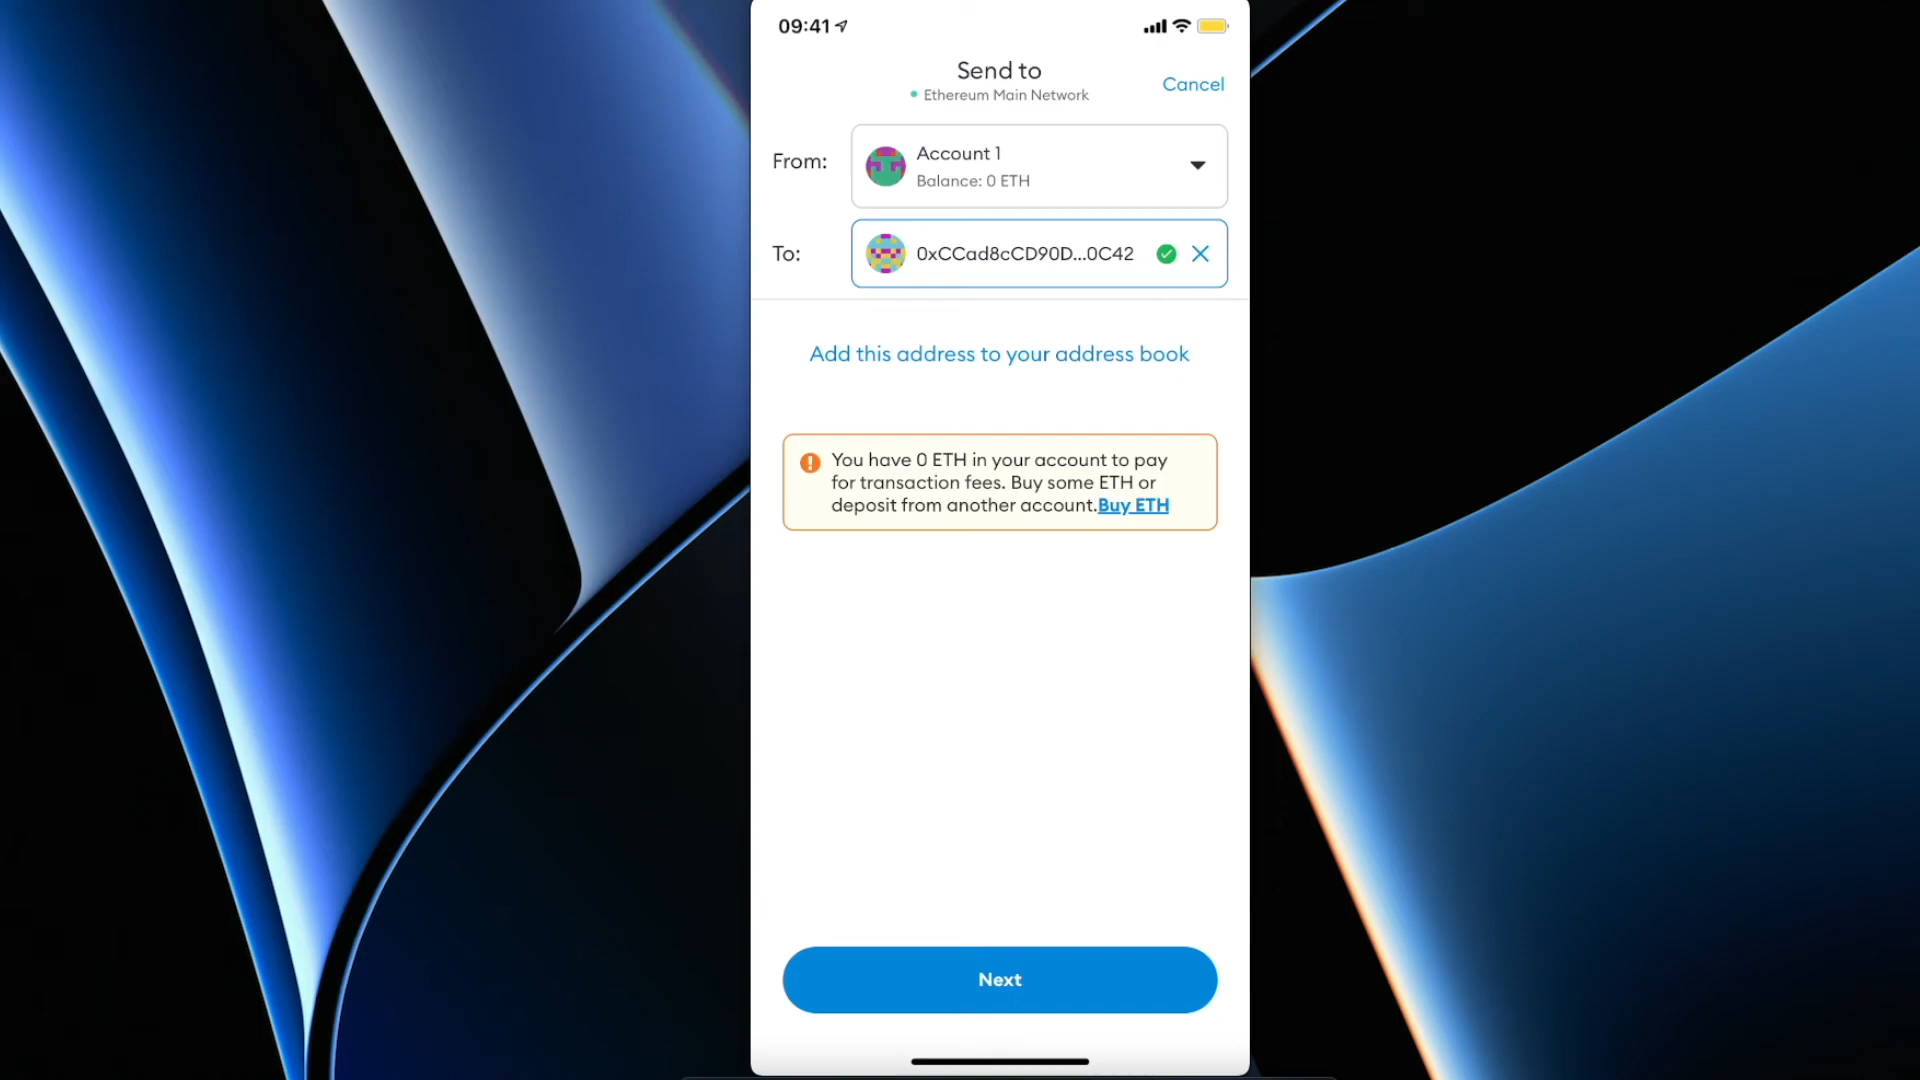 09:41
Send to
Ethereum Main Network
Cancel
From:
Account 1
Balance: 0 ETH
To:
0xCCad8cCD90D...0C42
Add this address to your address book
You have 0 ETH in your account to pay
for transaction fees. Buy some ETH or
deposit from another account.Buy ETH
Next